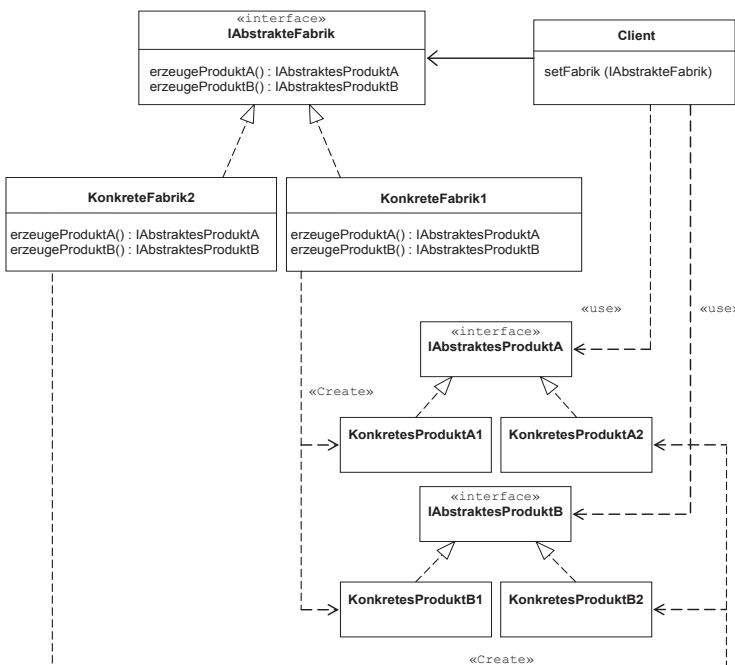 «interface»
IAbstrakteFabrik
erzeugeProduktA() : IAbstraktesProduktA
erzeugeProduktB() : IAbstraktesProduktB
Client
setFabrik (IAbstrakteFabrik)
KonkreteFabrik2
erzeugeProduktA() : IAbstraktesProduktA
erzeugeProduktB() : IAbstraktesProduktB
KonkreteFabrik1
erzeugeProduktA() : IAbstraktesProduktA
erzeugeProduktB() : IAbstraktesProduktB
«use»
«use»
«interface»
IAbstraktesProduktA
«Create»
KonkretesProduktA1
KonkretesProduktA2
«interface»
IAbstraktesProduktB
KonkretesProduktB1
KonkretesProduktB2
«Create»